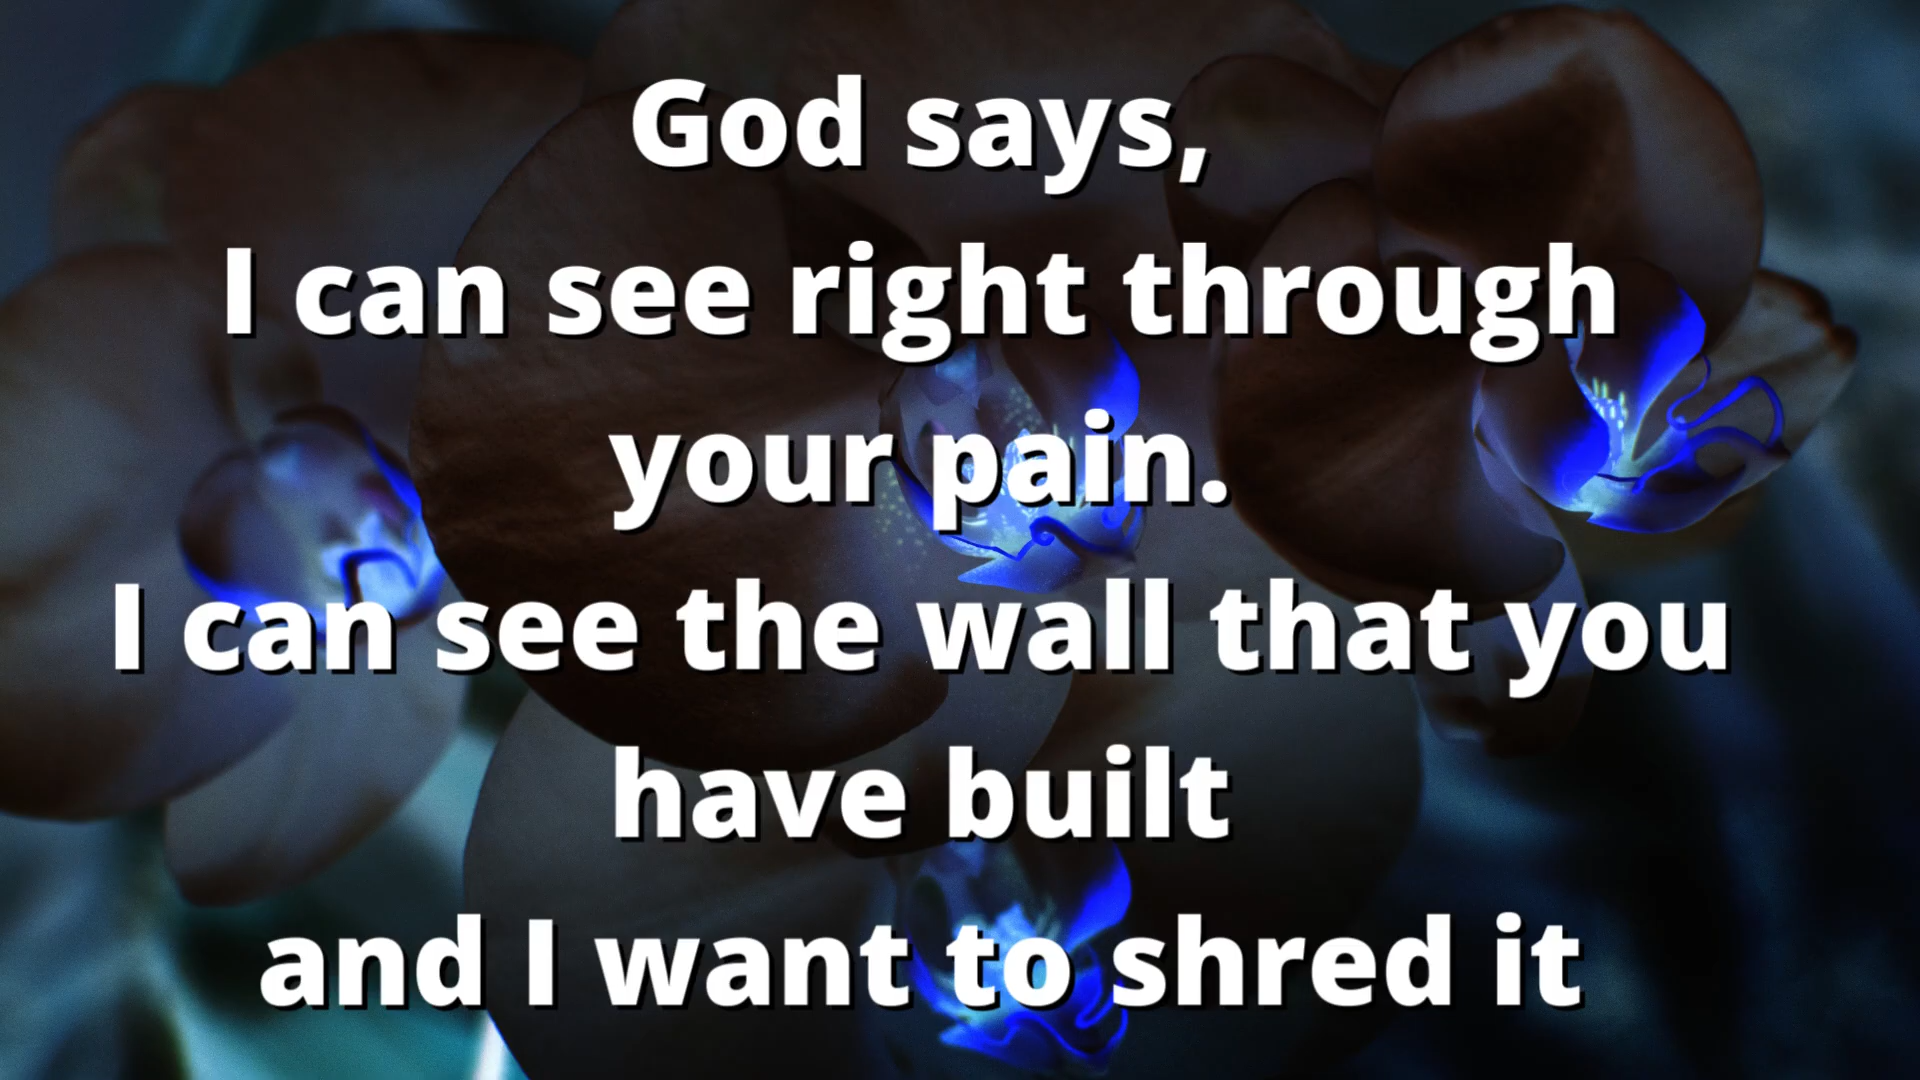 God says,
I can see right through
your pain.
I can see the wall that you
have built
and I want to shred it